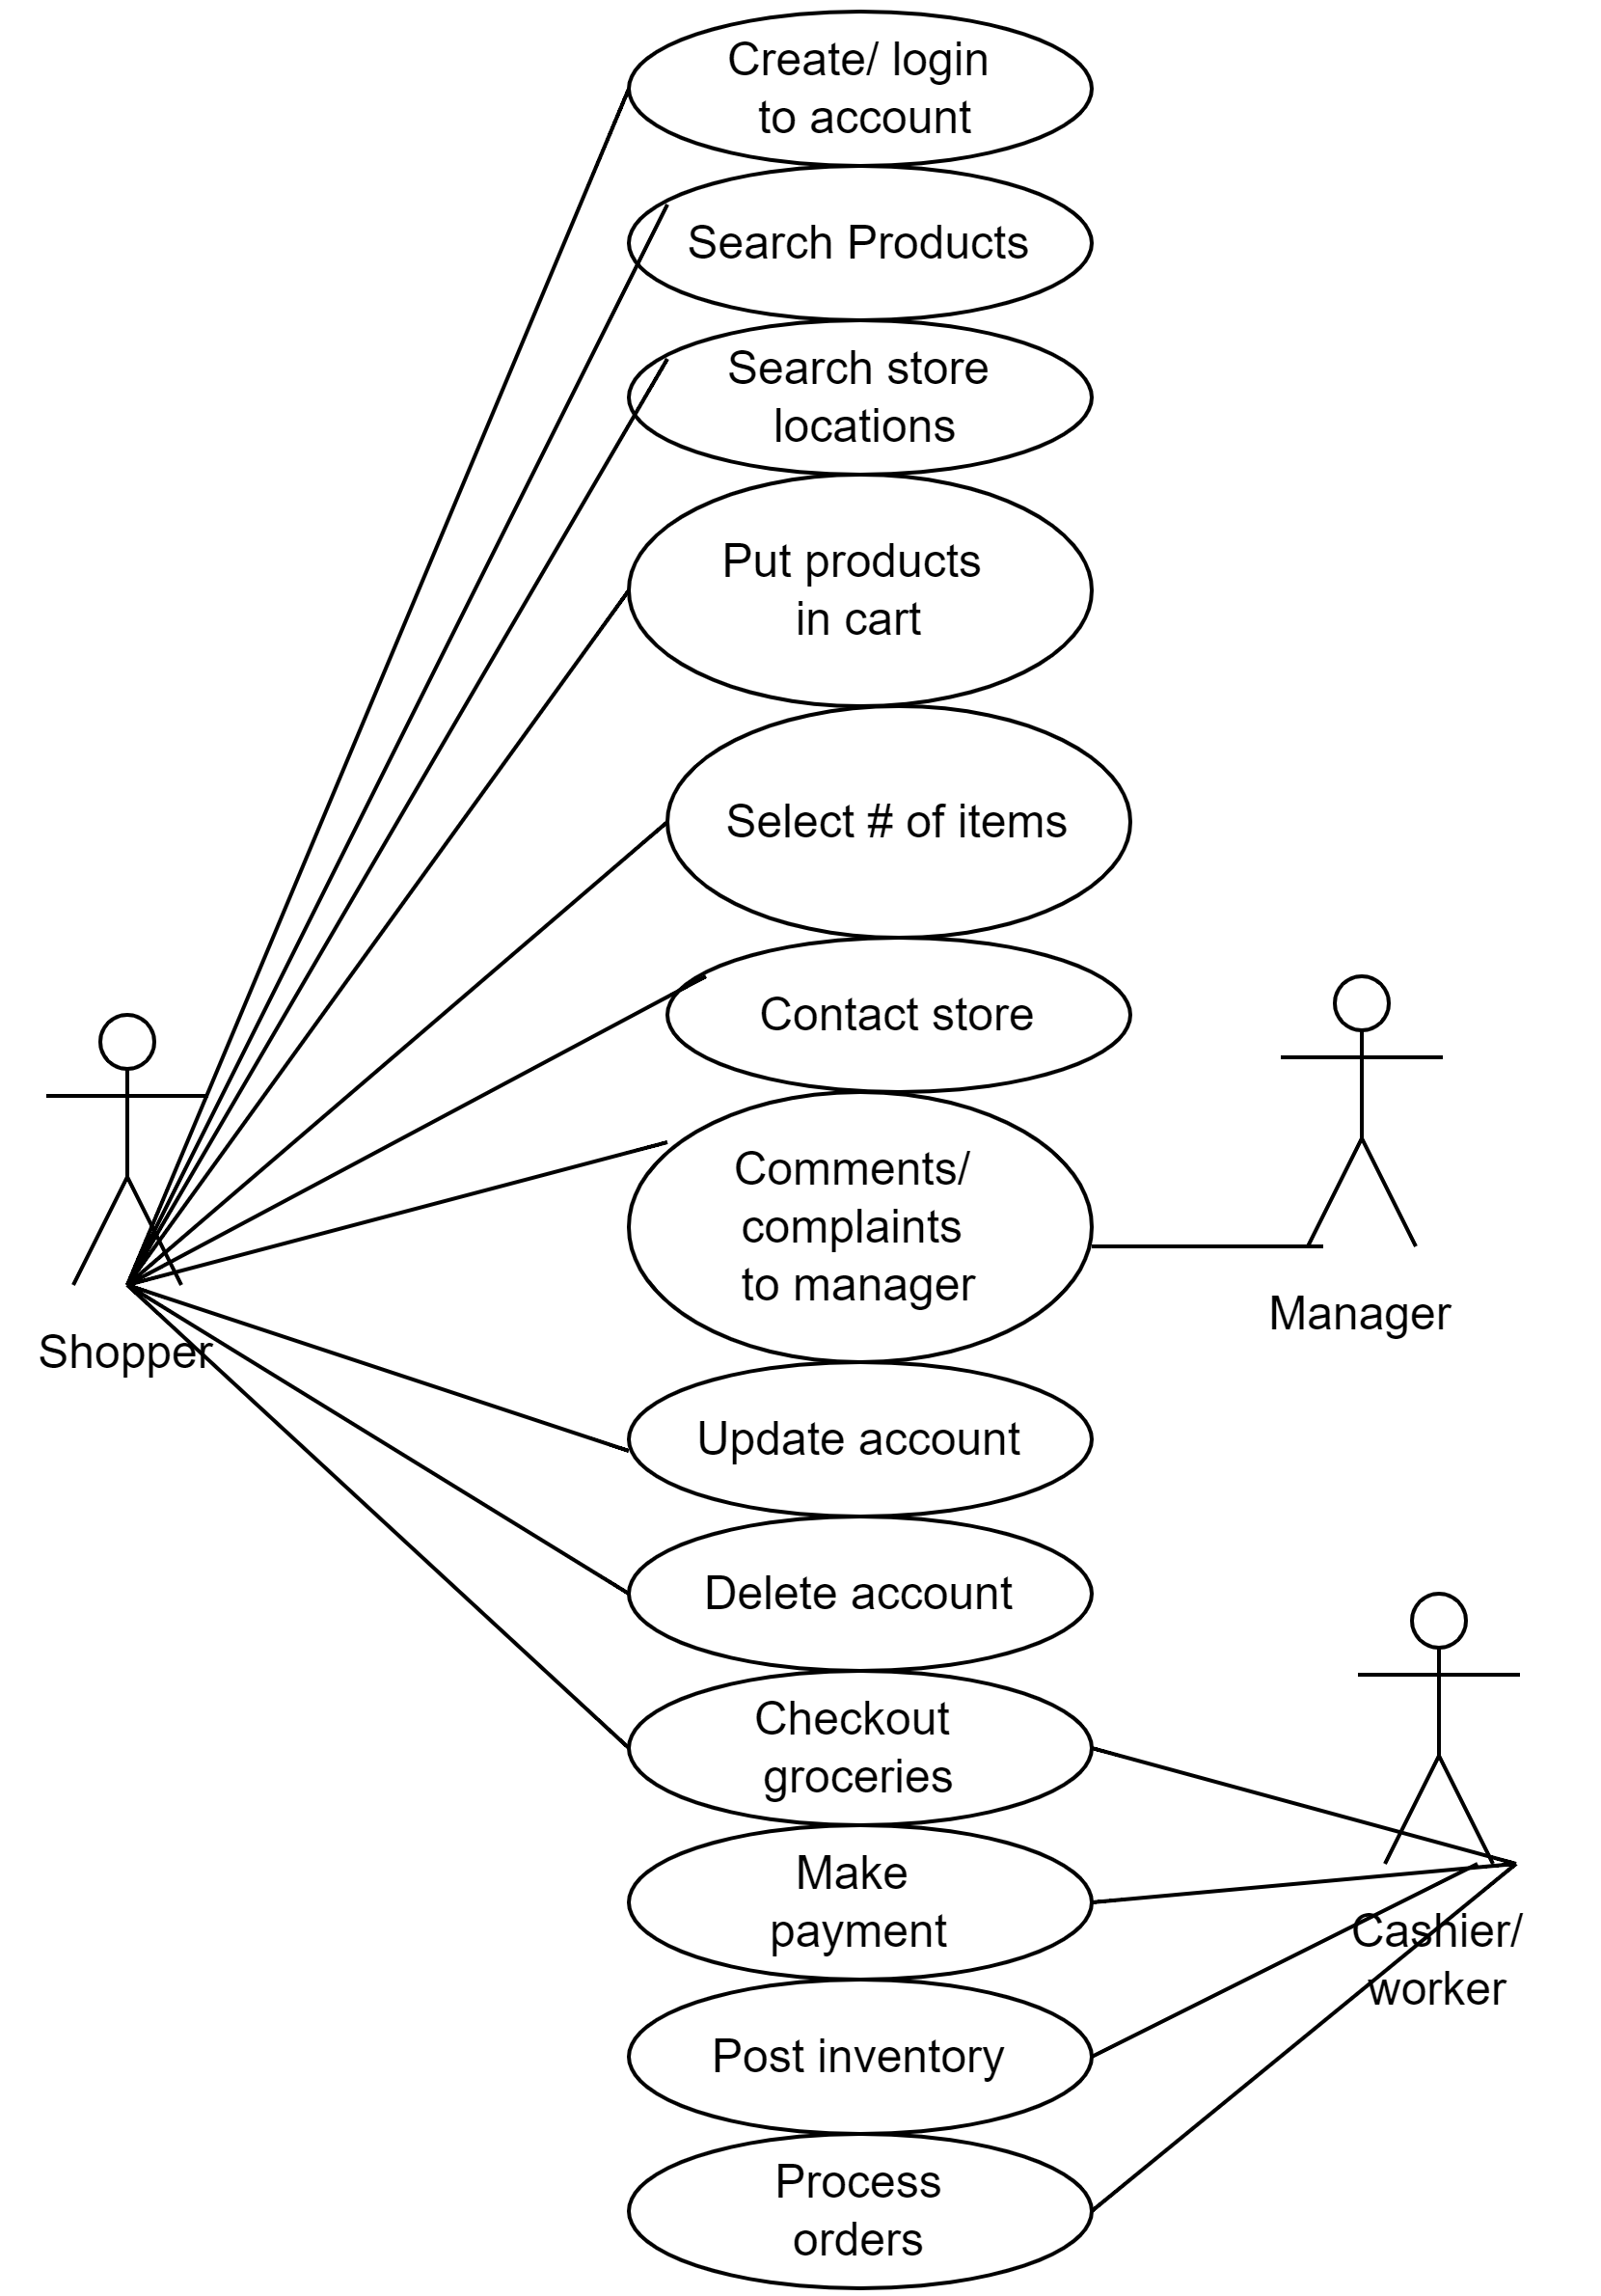 Create/ login
to account
Search Products
Search store
locations
Put products
in cart
Select # of items
Contact store
Comments/
complaints
to manager
Manager
Shopper
Update account
Delete account
Checkout
groceries
Make
payment
Cashier/
worker
Post inventory
Process
orders